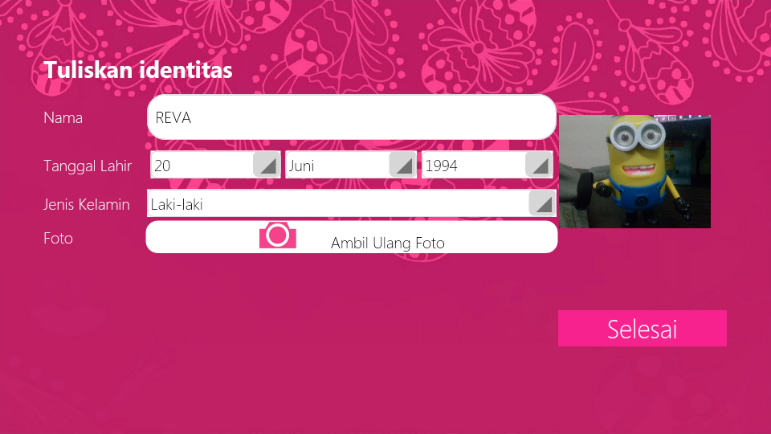 Tuliskan identitas
Nama REVA
Tanggal Lahir 20 Juni 1994
Jenis Kelamin Laki-laki
Foto Ambil Ulang Foto
Selesai